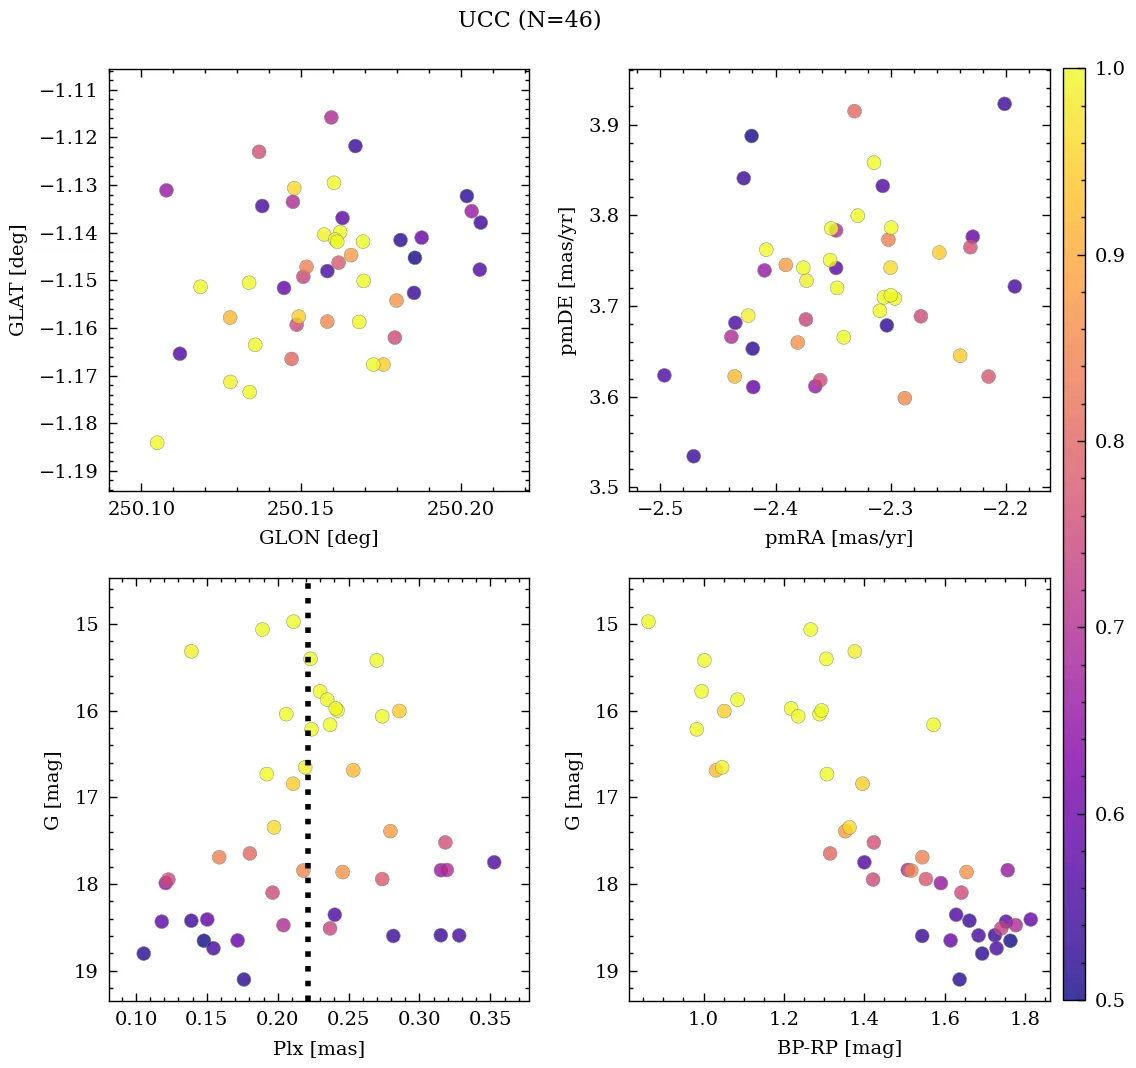 UCC (N=46)
−1.11
−1.12
−1.13
−1.14
−1.15
−1.16
−1.17
−1.18
−1.19
GLAT [deg]
250.10 250.15 250.20
GLON [deg]
3.9
3.8
3.7
3.6
3.5
pmDE [mas/yr]
−2.5 −2.4 −2.3 −2.2
pmRA [mas/yr]
15
16
17
18
19
G [mag]
0.10 0.15 0.20 0.25 0.30 0.35
Plx [mas]
15
16
17
18
19
G [mag]
1.0 1.2 1.4 1.6 1.8
BP-RP [mag]
1.0
0.9
0.8
0.7
0.6
0.5